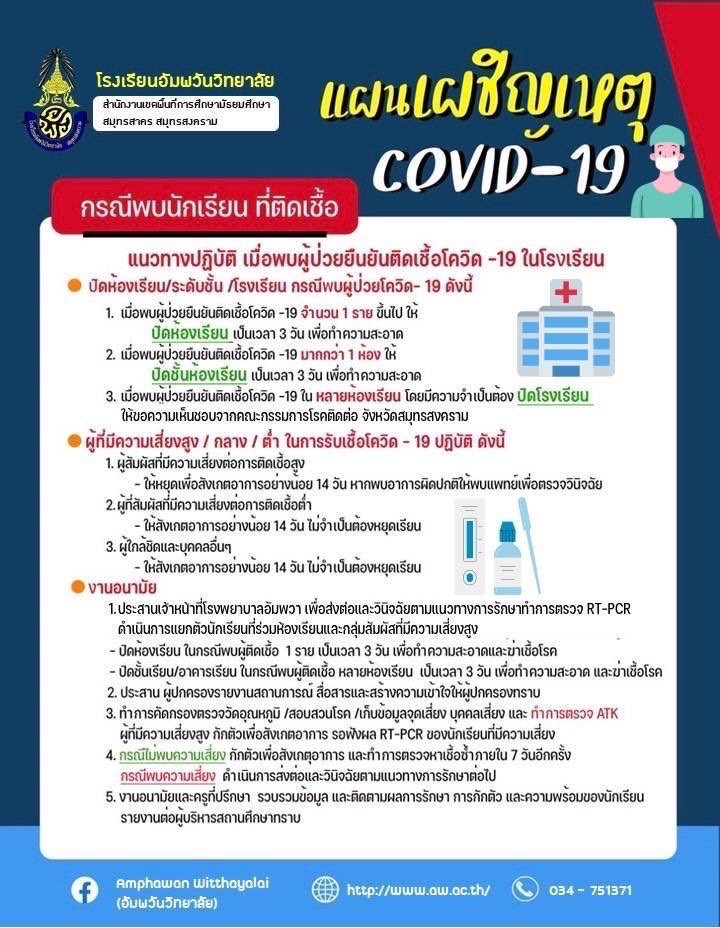 โรงเรียนอัมพวันวิทยาลัย
สำนักงานเขตพื้นที่การศึกษามัธยมศึกษา
สมุทรสาคร สมุทรสงคราม
แผนเผชิญเหตุ
COVID-19
กรณีพบนักเรียน ที่ติดเชื้อ
แนวทางปฏิบัติ เมื่อพบผู้ป่วยยืนยันติดเชื้อโควิด -19 ในโรงเรียน
ปิดห้องเรียน/ระดับชั้น /โรงเรียน กรณีพบผู้ป่วยโควิด- 19 ดังนี้
1. เมื่อพบผู้ป่วยยืนยันติดเชื้อโควิด -19 จำนวน 1 ราย ขึ้นไป ให้
ปิดห้องเรียน เป็นเวลา 3 วัน เพื่อทำความสะอาด
2. เมื่อพบผู้ป่วยยืนยันติดเชื้อโควิด -19 มากกว่า 1 ห้อง ให้
ปิดชั้นห้องเรียน เป็นเวลา 3 วัน เพื่อทำความสะอาด
3. เมื่อพบผู้ป่วยยืนยันติดเชื้อโควิด -19 ใน หลายห้องเรียน โดยมีความจำเป็นต้อง ปิดโรงเรียน
ให้ขอความเห็นชอบจากคณะกรรมการโรคติดต่อ จังหวัดสมุทรสงคราม
ผู้ที่มีความเสี่ยงสูง / กลาง / ต่ำ ในการรับเชื้อโควิด - 19 ปฏิบัติ ดังนี้
1. ผู้สัมผัสที่มีความเสี่ยงต่อการติดเชื้อสูง
- ให้หยุดเพื่อสังเกตอาการอย่างน้อย 14 วัน หากพบอาการผิดปกติให้พบแพทย์เพื่อตรวจวินิจฉัย
2.ผู้ที่สัมผัสที่มีความเสี่ยงต่อการติดเชื้อต่ำ
- ให้สังเกตอาการอย่างน้อย 14 วัน ไม่จำเป็นต้องหยุดเรียน
3. ผู้ใกล้ชิดและบุคคลอื่นๆ
- ให้สังเกตอาการอย่างน้อย 14 วัน ไม่จำเป็นต้องหยุดเรียน
งานอนามัย
1.ประสานเจ้าหน้าที่โรงพยาบาลอัมพวา เพื่อส่งต่อและวินิจฉัยตามแนวทางการรักษาทำการตรวจ RT-PCR
ดำเนินการแยกตัวนักเรียนที่ร่วมห้องเรียนและกลุ่มสัมผัสที่มีความเสี่ยงสูง
- ปิดห้องเรียน ในกรณีพบผู้ติดเชื้อ 1 ราย เป็นเวลา 3 วัน เพื่อทำความสะอาดและฆ่าเชื้อโรค
- ปิดชั้นเรียน/อาคารเรียน ในกรณีพบผู้ติดเชื้อ หลายห้องเรียน เป็นเวลา 3 วัน เพื่อทำความสะอาด และฆ่าเชื้อโรค
2. ประสาน ผู้ปกครองรายงานสถานการณ์ สื่อสารและสร้างความเข้าใจให้ผู้ปกครองทราบ
3. ทำการคัดกรองตรวจวัดอุณหภูมิ /สอบสวนโรค /เก็บข้อมูลจุดเสี่ยง บุคคลเสี่ยง และ ทำการตรวจ ATK
ผู้ที่มีความเสี่ยงสูง กักตัวเพื่อสังเกตอาการ รอฟังผล RT-PCR ของนักเรียนที่มีความเสี่ยง
4. กรณีไม่พบความเสี่ยง กักตัวเพื่อสังเกตุอาการ และทำการตรวจหาเชื้อซ้ำภายใน 7 วันอีกครั้ง
กรณีพบความเสี่ยง ดำเนินการส่งต่อและวินิจฉัยตามแนวทางการรักษาต่อไป
5. งานอนามัยและครูที่ปรึกษา รวบรวมข้อมูล และติดตามผลการรักษา การกักตัว และความพร้อมของนักเรียน
รายงานต่อผู้บริหารสถานศึกษาทราบ
Amphawan Witthayalai
(อัมพวันวิทยาลัย)
http://www.aw.ac.th/
034 - 751371